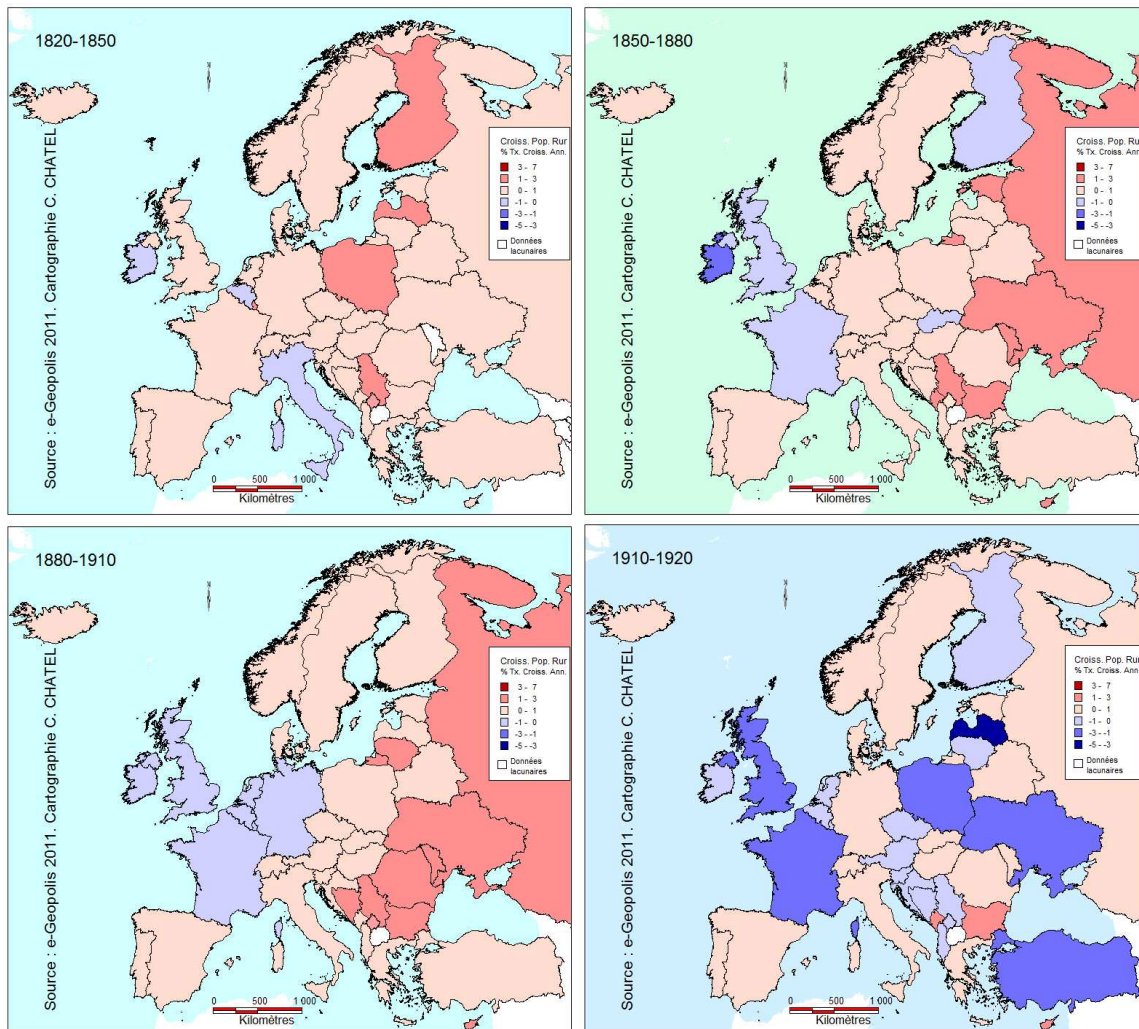 1820-1850
Source : e-Geopolis 2011. Cartographie C. CHATEL
N
Croiss. Pop. Rur
% Tx. Croiss. Ann.
3 - 7
1 - 3
0 - 1
-1 - 0
-3 - -1
-5 - -3
Données
lacunaires
0 500 1 000
Kilomètres
1850-1880
Source : e-Geopolis 2011. Cartographie C. CHATEL
N
Croiss. Pop. Rur
% Tx. Croiss. Ann.
3 - 7
1 - 3
0 - 1
-1 - 0
-3 - -1
-5 - -3
Données
lacunaires
0 500 1 000
Kilomètres
1880-1910
Source : e-Geopolis 2011. Cartographie C. CHATEL
N
Croiss. Pop. Rur
% Tx. Croiss. Ann.
3 - 7
1 - 3
0 - 1
-1 - 0
-3 - -1
-5 - -3
Données
lacunaires
0 500 1 000
Kilomètres
1910-1920
Source : e-Geopolis 2011. Cartographie C. CHATEL
N
Croiss. Pop. Rur
% Tx. Croiss. Ann.
3 - 7
1 - 3
0 - 1
-1 - 0
-3 - -1
-5 - -3
Données
lacunaires
0 500 1 000
Kilomètres